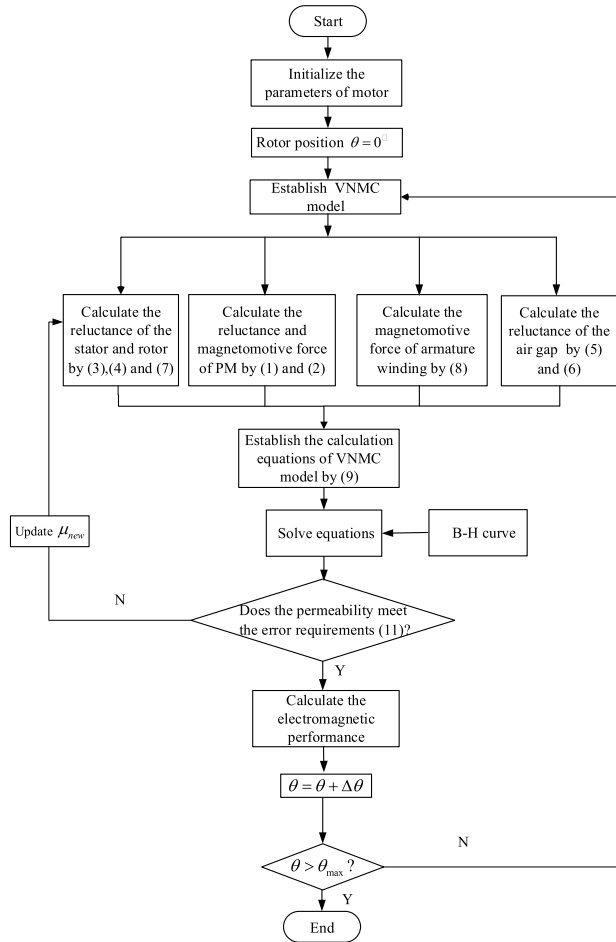 Start
Initialize the
parameters of motor
Rotor position θ = 0
Establish VNMC
model
Calculate the
reluctance of the
stator and rotor
by (3),(4) and (7)
Calculate the
reluctance and
magnetomotive force
of PM by (1) and (2)
Calculate the
magnetomotive
force of armature
winding by (8)
Calculate the
reluctance of the
air gap by (5)
and (6)
Establish the calculation
equations of VNMC
model by (9)
Update μnew
Solve equations
B-H curve
N
Does the permeability meet
the error requirements (11)?
Y
Calculate the
electromagnetic
performance
θ = θ + Δθ
N
θ > θmax ?
Y
End